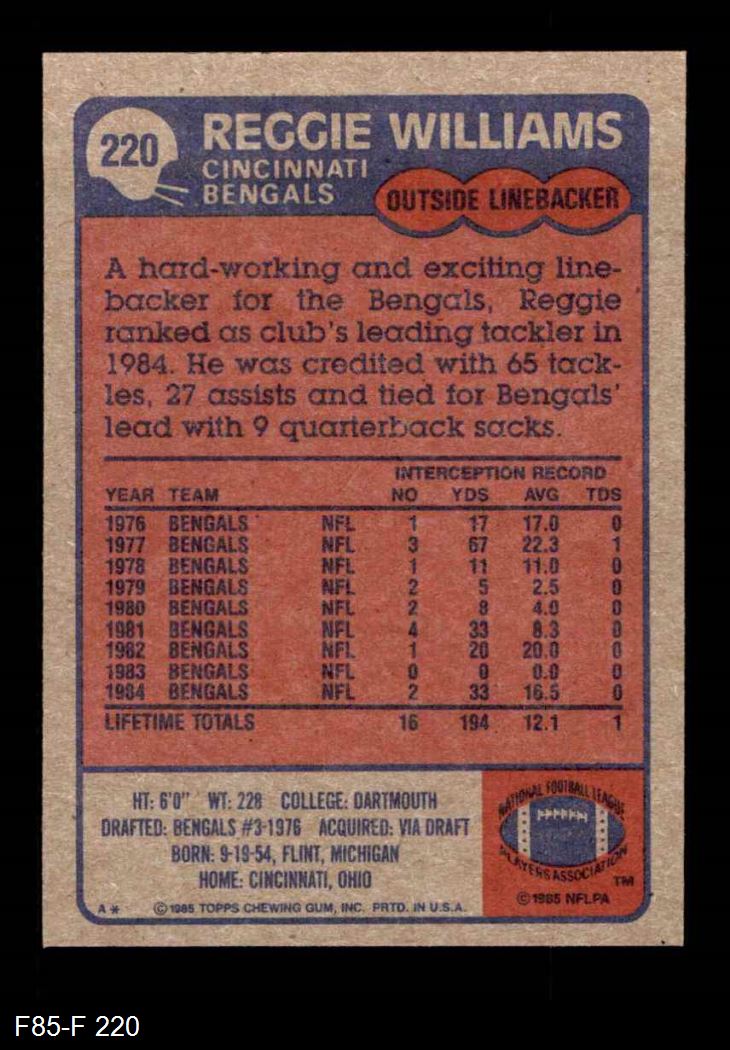 220
REGGIE WILLIAMS
CINCINNATI
BENGALS
OUTSIDE LINEBACKER
A hard-working and exciting line-
backer for the Bengals, Reggie
ranked as club's leading tackler in
1984. He was credited with 65 tack-
les, 27 assists and tied for Bengals'
lead with 9 quarterback sacks.
INTERCEPTION RECORD
YEAR TEAM NO YDS AVG TDS
1976 BENGALS NFL 1 17 17.0 0
1977 BENGALS NFL 3 67 22.3 1
1978 BENGALS NFL 1 11 11.0 0
1979 BENGALS NFL 2 5 2.5 0
1980 BENGALS NFL 2 8 4.0 0
1981 BENGALS NFL 4 33 8.3 0
1982 BENGALS NFL 1 20 20.0 0
1983 BENGALS NFL 0 0 0.0 0
1984 BENGALS NFL 2 33 16.5 0
LIFETIME TOTALS 16 194 12.1 1
HT: 6'0" WT: 228 COLLEGE: DARTMOUTH
DRAFTED: BENGALS #3-1976 ACQUIRED: VIA DRAFT
BORN: 9-19-54, FLINT, MICHIGAN
HOME: CINCINNATI, OHIO
A* ©1985 TOPPS CHEWING GUM, INC. PRTD. IN U.S.A.
NATIONAL FOOTBALL LEAGUE
PLAYERS ASSOCIATION
TM
©1985 NFLPA
F85-F 220